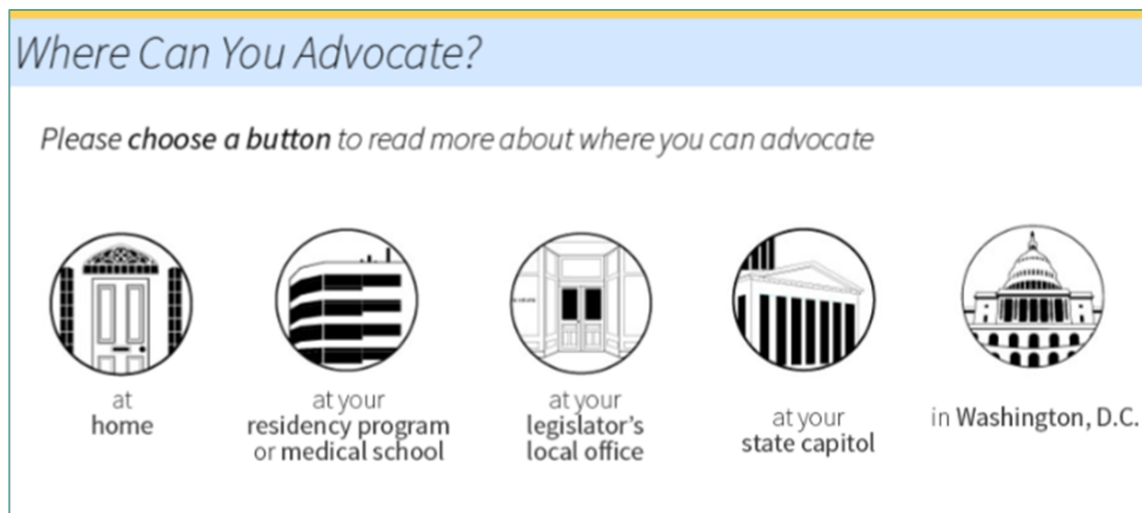 Where Can You Advocate?
Please choose a button to read more about where you can advocate
at
home
at your
residency program
or medical school
at your
legislator's
local office
at your
state capitol
in Washington, D.C.